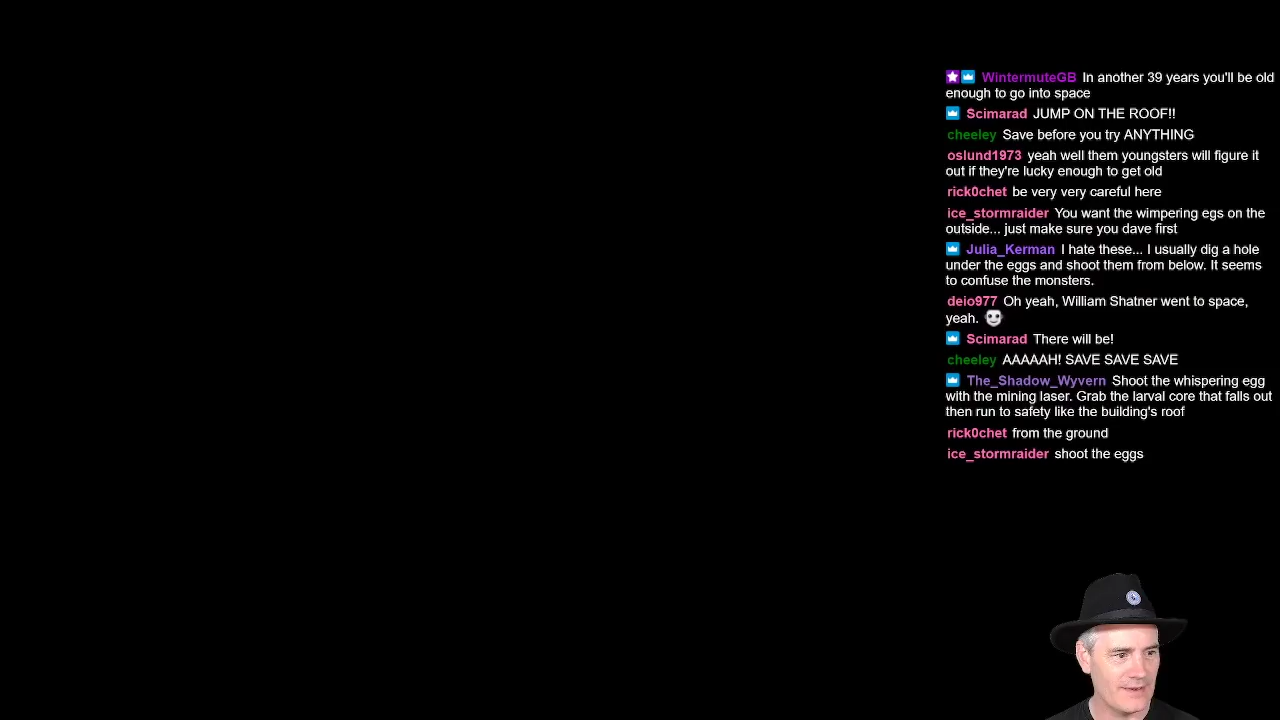 WintermuteGB In another 39 years you'll be old
enough to go into space
Scimarad JUMP ON THE ROOF!!
cheeley Save before you try ANYTHING
oslund1973 yeah well them youngsters will figure it
out if they're lucky enough to get old
rick0chet be very very careful here
ice_stormraider You want the wimpering egs on the
outside... just make sure you dave first
Julia_Kerman I hate these... I usually dig a hole
under the eggs and shoot them from below. It seems
to confuse the monsters.
deio977 Oh yeah, William Shatner went to space,
yeah.
Scimarad There will be!
cheeley AAAAAH! SAVE SAVE SAVE
The_Shadow_Wyvern Shoot the whispering egg
with the mining laser. Grab the larval core that falls out
then run to safety like the building's roof
rick0chet from the ground
ice_stormraider shoot the eggs